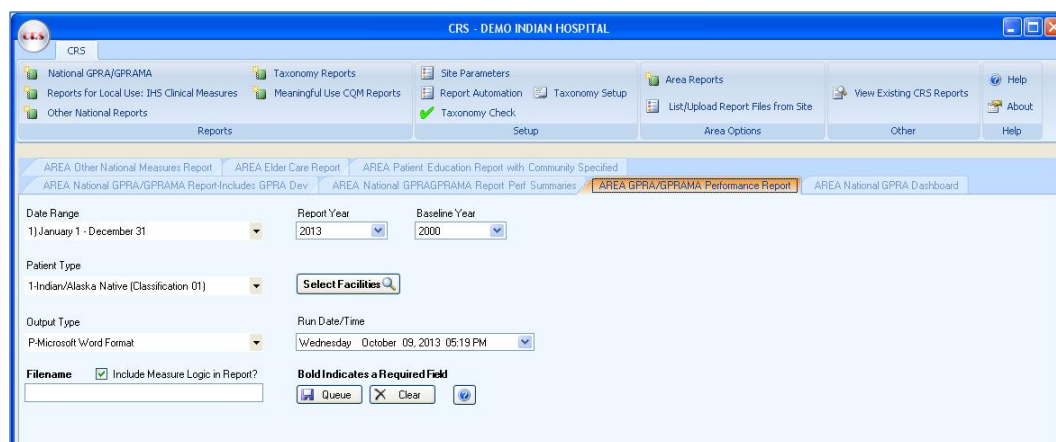 CRS - DEMO INDIAN HOSPITAL
CRS
CRS
National GPRA/GPRAMA
Taxonomy Reports
Site Parameters
Area Reports
Help
Reports for Local Use: IHS Clinical Measures
Meaningful Use CQM Reports
Report Automation
Taxonomy Setup
List/Upload Report Files from Site
View Existing CRS Reports
About
Other National Reports
Taxonomy Check
Reports
Setup
Area Options
Other
Help
AREA Other National Measures Report
AREA Elder Care Report
AREA Patient Education Report with Community Specified
AREA National GPRA/GPRAMA Report-Includes GPRA Dev
AREA National GPRAGPRAMA Report Perf Summaries
AREA GPRA/GPRAMA Performance Report
AREA National GPRA Dashboard
Date Range
Report Year
Baseline Year
1) January 1 - December 31
2013
2000
Patient Type
1-Indian/Alaska Native (Classification 01)
Select Facilities
Output Type
Run Date/Time
P-Microsoft Word Format
Wednesday October 09, 2013 05:19 PM
Filename
Include Measure Logic in Report?
Bold Indicates a Required Field
Queue
Clear